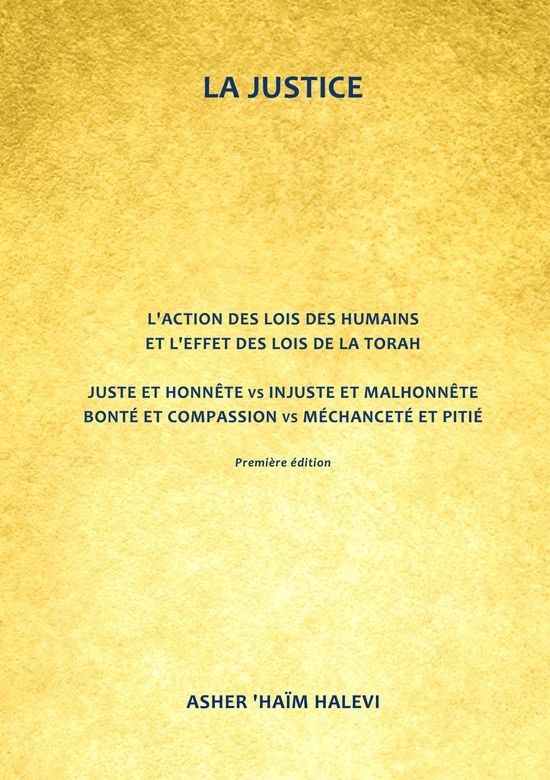 LA JUSTICE
L'ACTION DES LOIS DES HUMAINS
ET L'EFFET DES LOIS DE LA TORAH
JUSTE ET HONNÊTE vs INJUSTE ET MALHONNÊTE
BONTÉ ET COMPASSION vs MÉCHANCETÉ ET PITIÉ
Première édition
ASHER 'HAÏM HALEVI